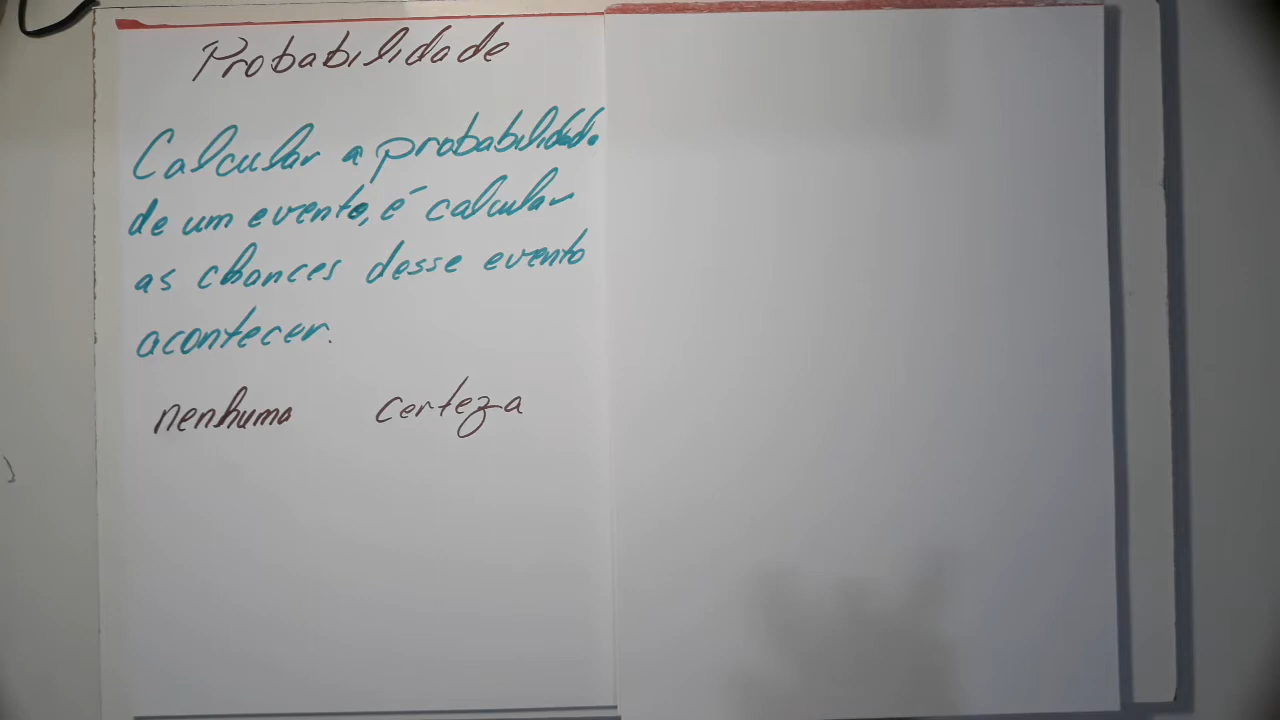 Probabilidade
Calcular a probabilidade
de um evento, é calcular
as chances desse evento
acontecer.
nenhuma certeza